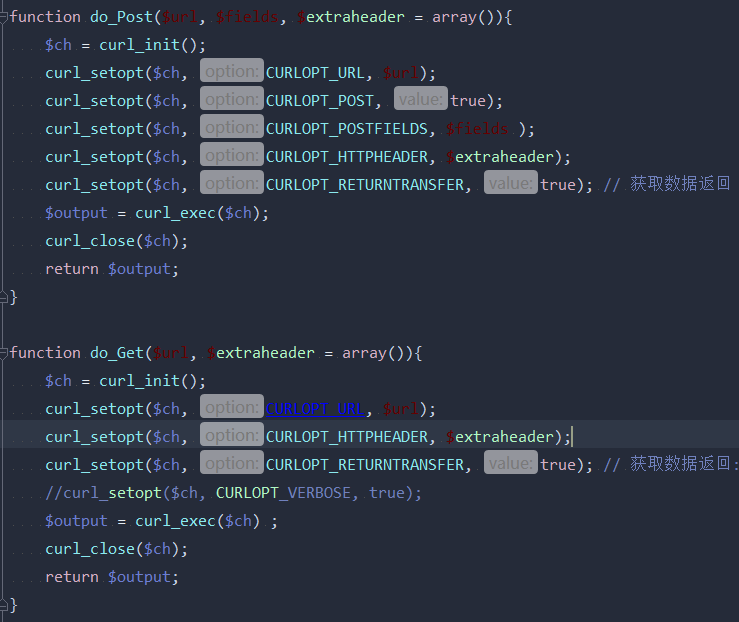 function do_Post($url, $fields, $extraheader = array()){
$ch = curl_init();
curl_setopt($ch, option: CURLOPT_URL, $url);
curl_setopt($ch, option: CURLOPT_POST, value: true);
curl_setopt($ch, option: CURLOPT_POSTFIELDS, $fields );
curl_setopt($ch, option: CURLOPT_HTTPHEADER, $extraheader);
curl_setopt($ch, option: CURLOPT_RETURNTRANSFER, value: true); // 获取数据返回
$output = curl_exec($ch);
curl_close($ch);
return $output;
}
function do_Get($url, $extraheader = array()){
$ch = curl_init();
curl_setopt($ch, option: CURLOPT_URL, $url);
curl_setopt($ch, option: CURLOPT_HTTPHEADER, $extraheader);
curl_setopt($ch, option: CURLOPT_RETURNTRANSFER, value: true); // 获取数据返回:
//curl_setopt($ch, CURLOPT_VERBOSE, true);
$output = curl_exec($ch) ;
curl_close($ch);
return $output;
}